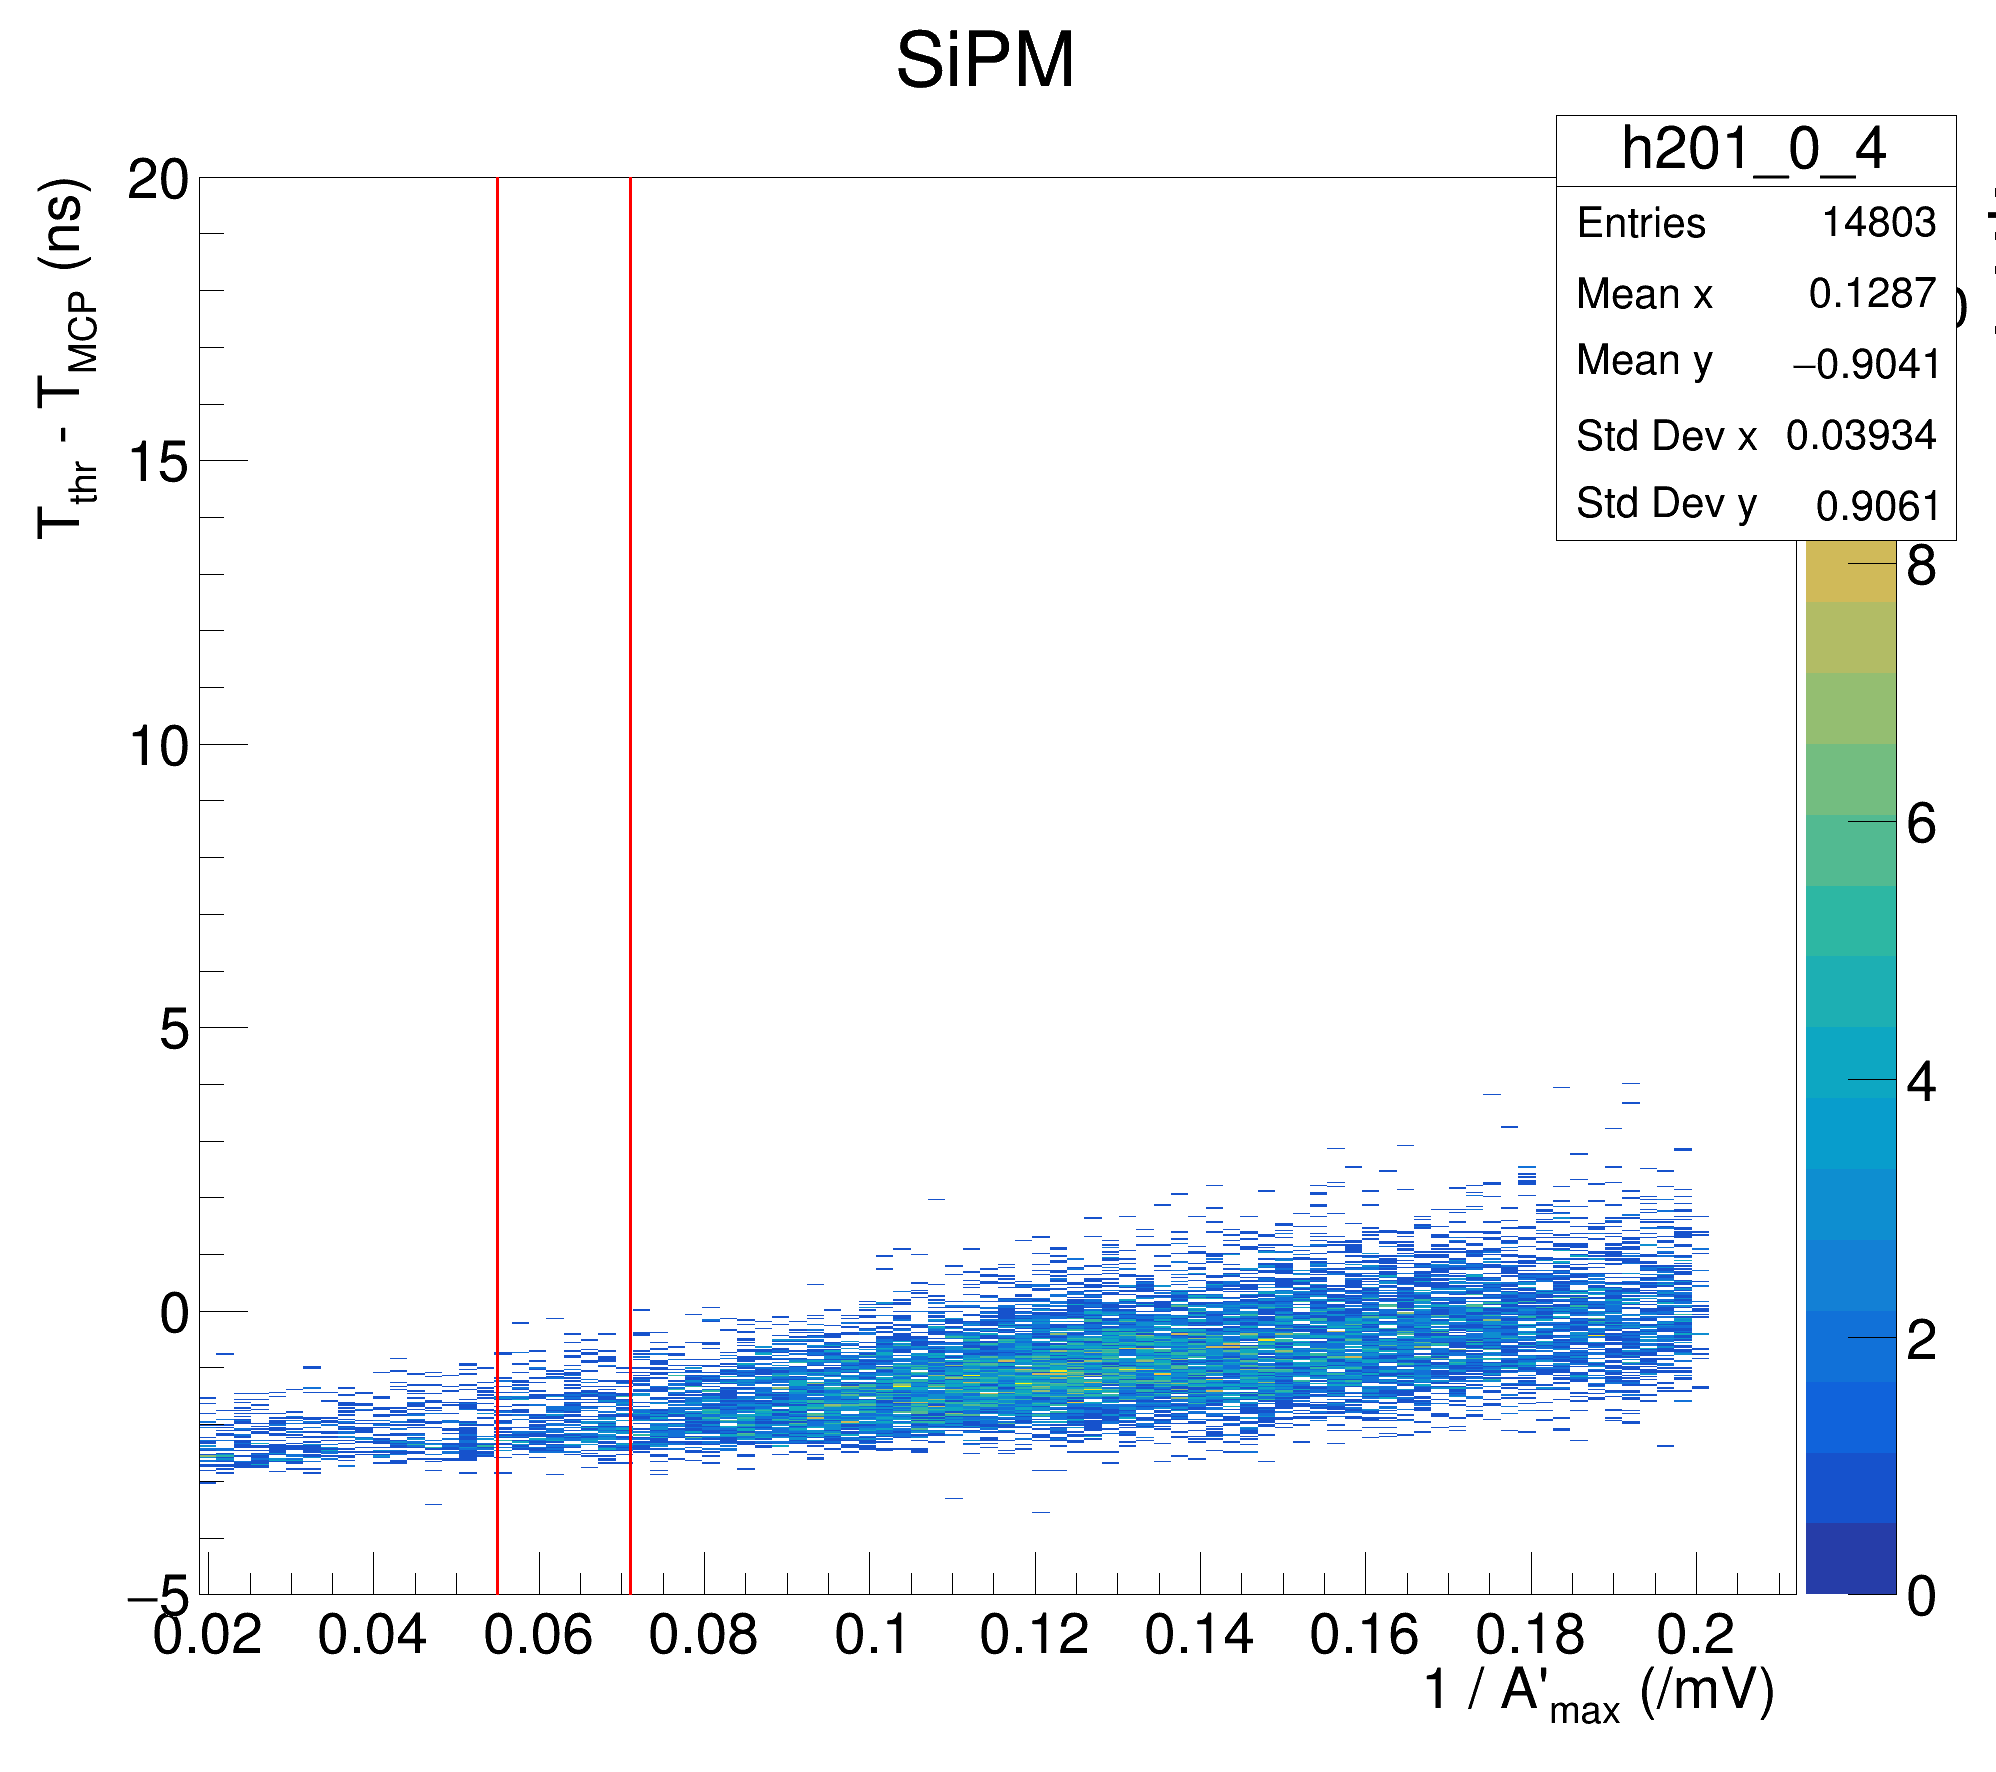 SiPM
h201_0_4
Entries 14803
Mean x 0.1287
Mean y −0.9041
Std Dev x 0.03934
Std Dev y 0.9061
T_thr - T_MCP (ns)
20
15
10
5
0
−5
8
6
4
2
0
0.02 0.04 0.06 0.08 0.1 0.12 0.14 0.16 0.18 0.2
1 / A'_max (/mV)